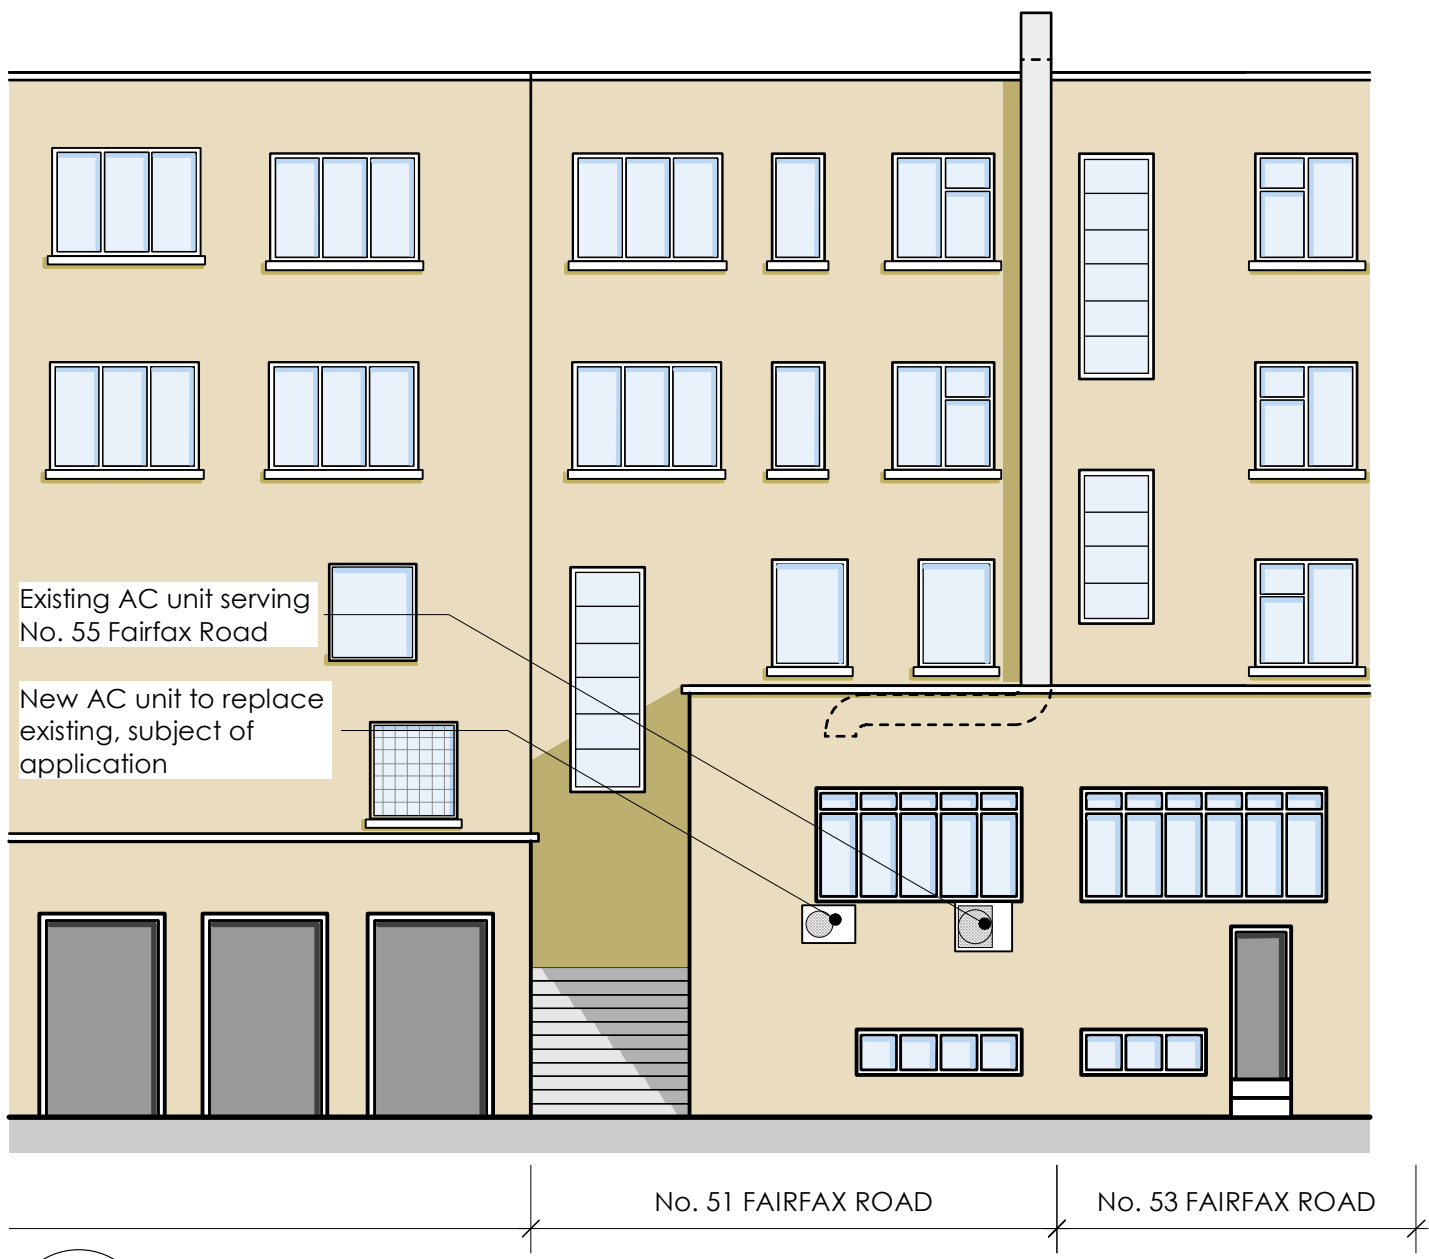 Existing AC unit serving
No. 55 Fairfax Road
New AC unit to replace
existing, subject of
application
No. 51 FAIRFAX ROAD
No. 53 FAIRFAX ROAD